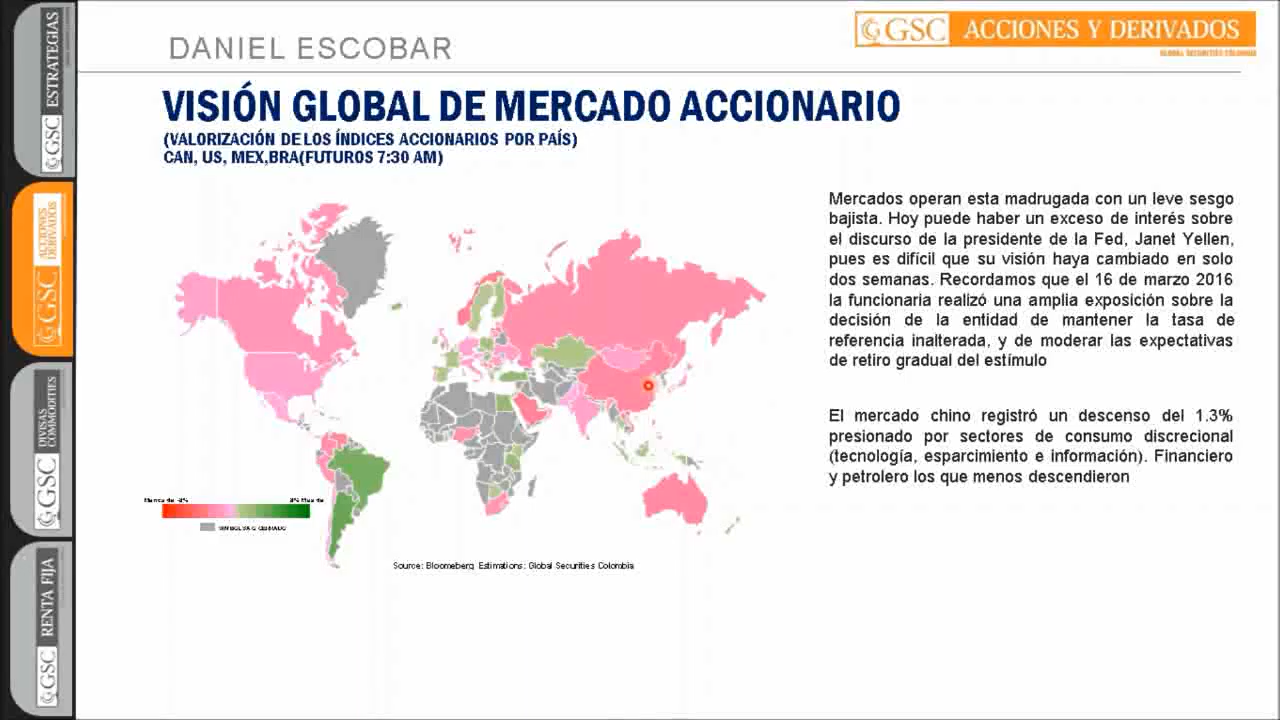 DANIEL ESCOBAR
GSC ACCIONES Y DERIVADOS
GLOBAL SECURITIES COLOMBIA
VISIÓN GLOBAL DE MERCADO ACCIONARIO
(VALORIZACIÓN DE LOS ÍNDICES ACCIONARIOS POR PAÍS)
CAN, US, MEX,BRA(FUTUROS 7:30 AM)
Mercados operan esta madrugada con un leve sesgo
bajista. Hoy puede haber un exceso de interés sobre
el discurso de la presidente de la Fed, Janet Yellen,
pues es difícil que su visión haya cambiado en solo
dos semanas. Recordamos que el 16 de marzo 2016
la funcionaria realizó una amplia exposición sobre la
decisión de la entidad de mantener la tasa de
referencia inalterada, y de moderar las expectativas
de retiro gradual del estímulo
El mercado chino registró un descenso del 1.3%
presionado por sectores de consumo discrecional
(tecnología, esparcimiento e información). Financiero
y petrolero los que menos descendieron
Source: Bloomeberg Estimations: Global Securities Colombia
GSC ESTRATEGIAS
GSC ACCIONES
DERIVADOS
GSC DIVISAS
COMMODITIES
GSC RENTA FIJA